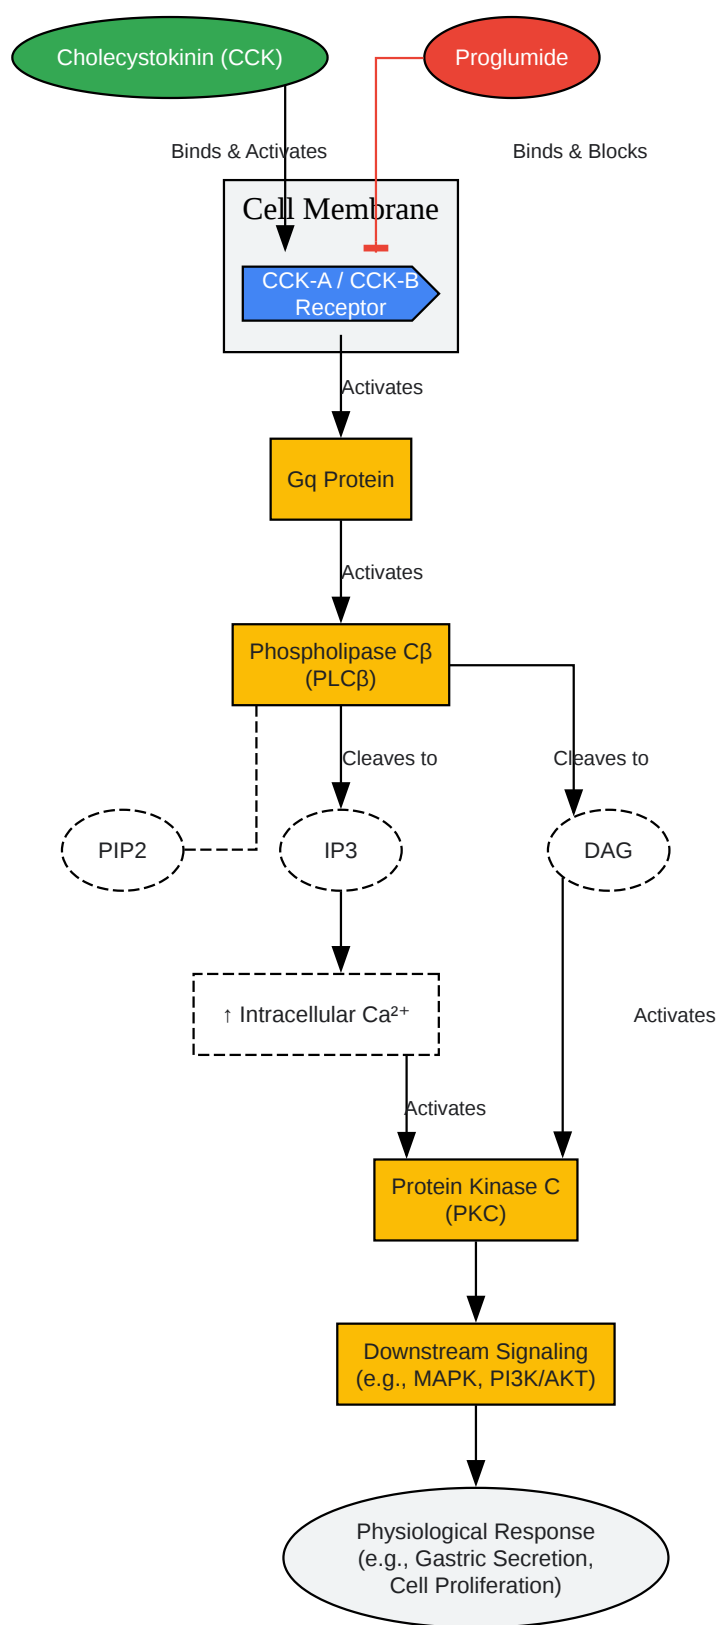 Cholecystokinin (CCK)
Proglumide
Binds & Activates
Binds & Blocks
Cell Membrane
CCK-A / CCK-B
Receptor
Activates
Gq Protein
Activates
Phospholipase Cβ
(PLCβ)
Cleaves to
Cleaves to
PIP2
IP3
DAG
↑ Intracellular Ca²⁺
Activates
Activates
Protein Kinase C
(PKC)
Downstream Signaling
(e.g., MAPK, PI3K/AKT)
Physiological Response
(e.g., Gastric Secretion,
Cell Proliferation)